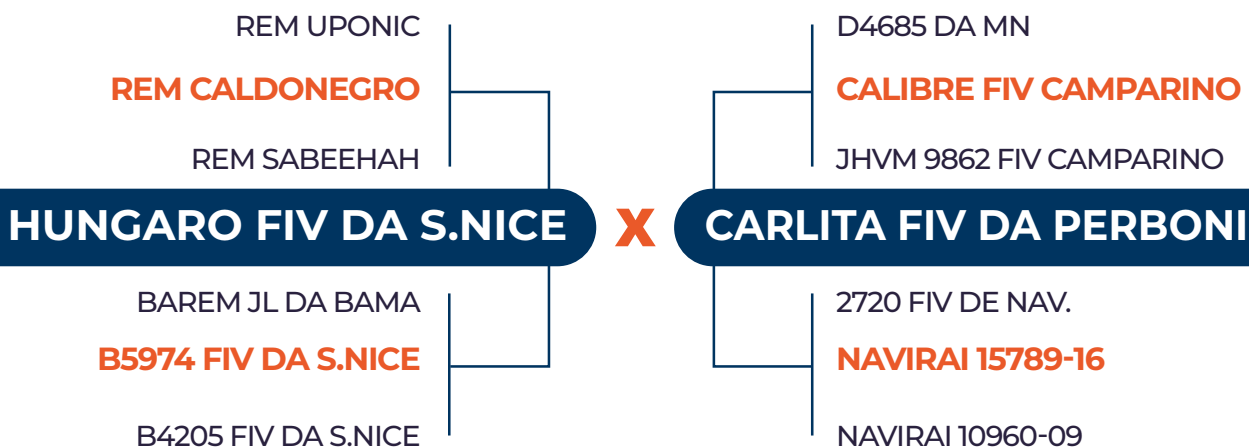 REM UPONIC
D4685 DA MN
REM CALDONEGRO
CALIBRE FIV CAMPARINO
REM SABEEHAH
JHVM 9862 FIV CAMPARINO
HUNGARO FIV DA S.NICE X CARLITA FIV DA PERBONI
BAREM JL DA BAMA
2720 FIV DE NAV.
B5974 FIV DA S.NICE
NAVIRAI 15789-16
B4205 FIV DA S.NICE
NAVIRAI 10960-09